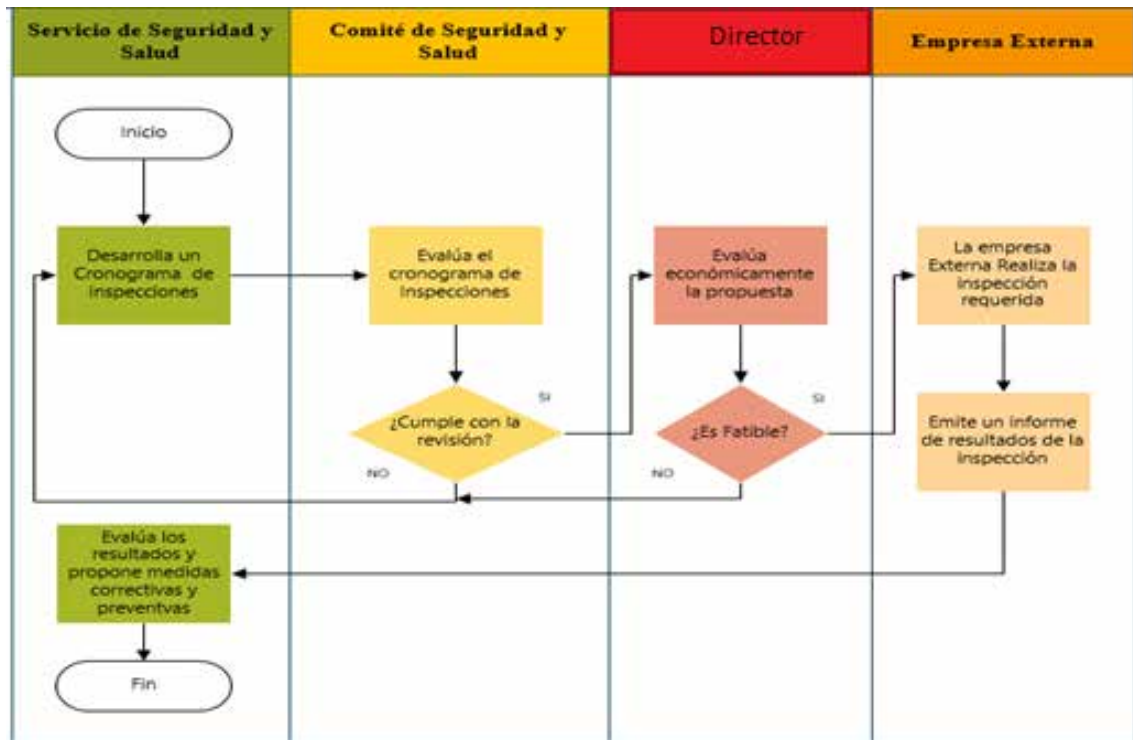 Servicio de Seguridad y
Salud
Comité de Seguridad y
Salud
Director
Empresa Externa
Inicio
Desarrolla un
Cronograma de
inspecciones
Evalúa el
cronograma de
Inspecciones
Evalúa
económicamente
la propuesta
La empresa
Externa Realiza la
inspección
requerida
SI
SI
¿Cumple con la
revisión?
¿Es Fatible?
Emite un informe
de resultados de la
inspección
NO
NO
Evalúa los
resultados y
propone medidas
correctivas y
preventvas
Fin